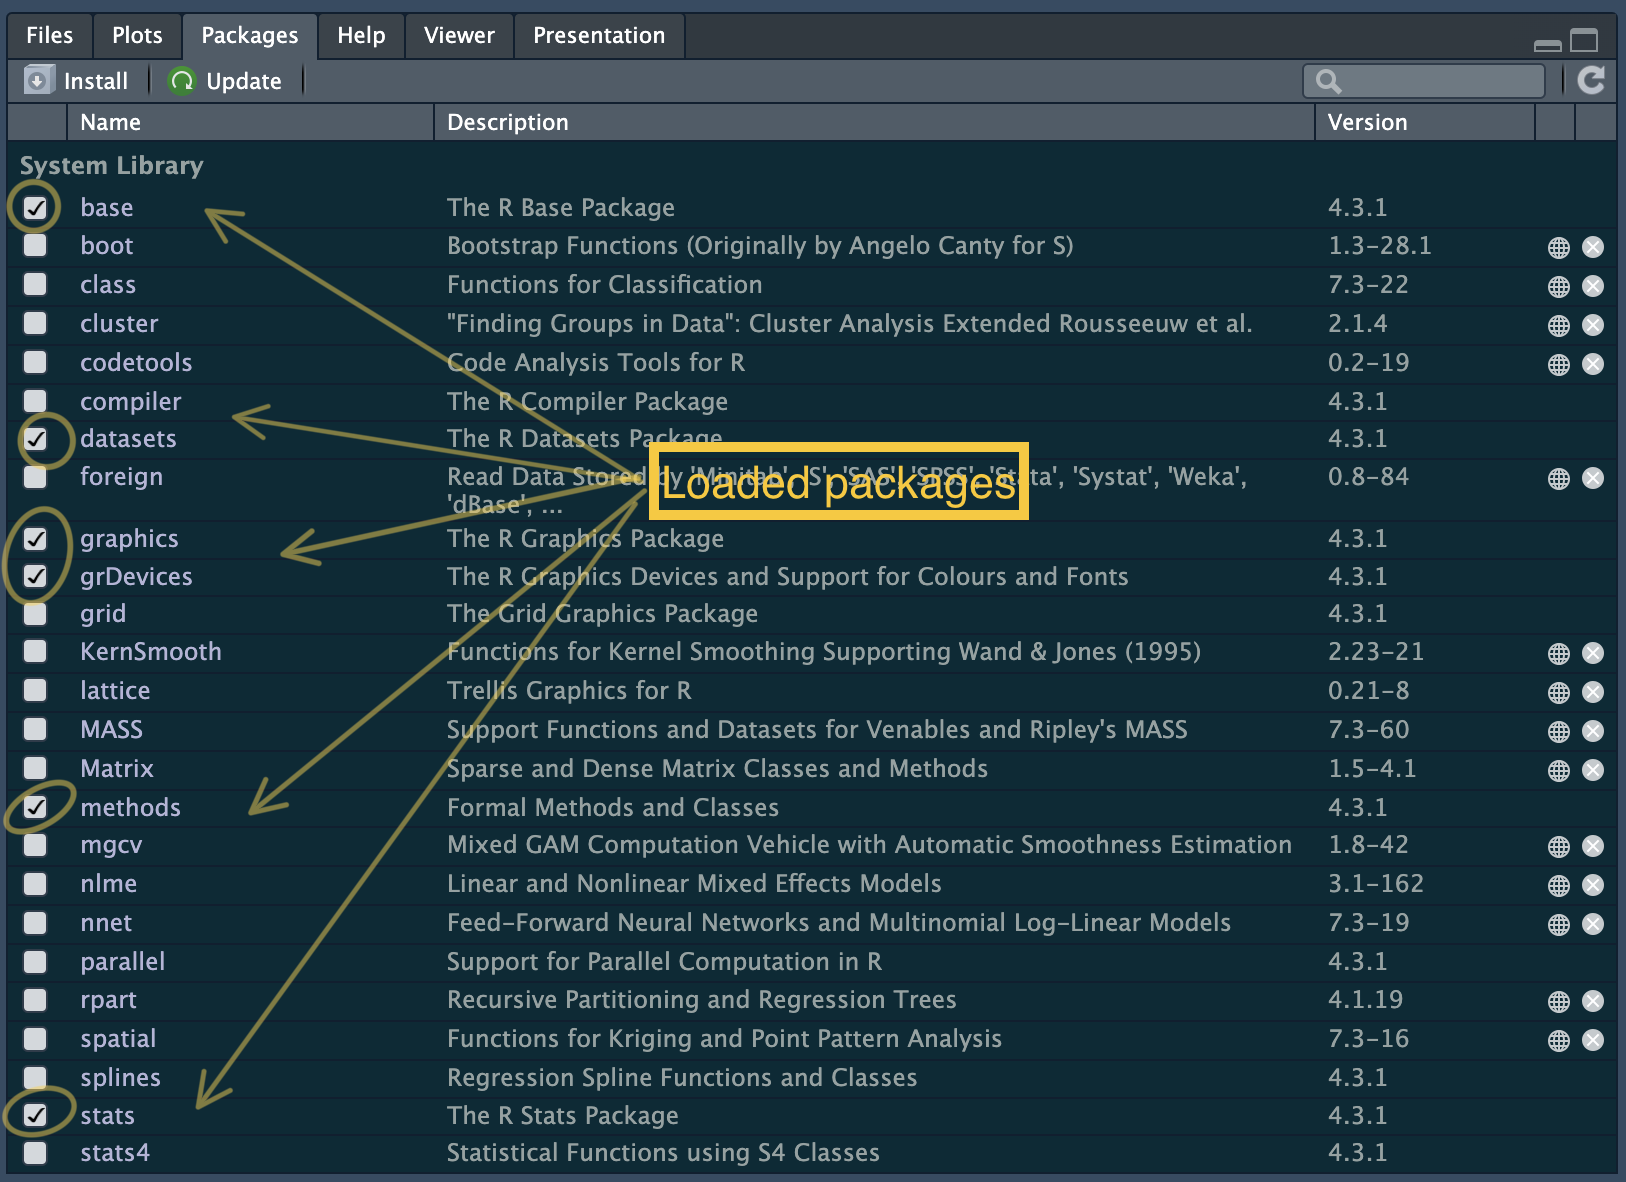 Files Plots Packages Help Viewer Presentation
Install Update
Name Description Version
System Library
base The R Base Package 4.3.1
boot Bootstrap Functions (Originally by Angelo Canty for S) 1.3-28.1
class Functions for Classification 7.3-22
cluster "Finding Groups in Data": Cluster Analysis Extended Rousseeuw et al. 2.1.4
codetools Code Analysis Tools for R 0.2-19
compiler The R Compiler Package 4.3.1
datasets The R Datasets Package 4.3.1
foreign Read Data Stored by 'Minitab', 'S', 'SAS', 'SPSS', 'Stata', 'Systat', 'Weka', 0.8-84
'dBase', ...
Loaded packages
graphics The R Graphics Package 4.3.1
grDevices The R Graphics Devices and Support for Colours and Fonts 4.3.1
grid The Grid Graphics Package 4.3.1
KernSmooth Functions for Kernel Smoothing Supporting Wand & Jones (1995) 2.23-21
lattice Trellis Graphics for R 0.21-8
MASS Support Functions and Datasets for Venables and Ripley's MASS 7.3-60
Matrix Sparse and Dense Matrix Classes and Methods 1.5-4.1
methods Formal Methods and Classes 4.3.1
mgcv Mixed GAM Computation Vehicle with Automatic Smoothness Estimation 1.8-42
nlme Linear and Nonlinear Mixed Effects Models 3.1-162
nnet Feed-Forward Neural Networks and Multinomial Log-Linear Models 7.3-19
parallel Support for Parallel Computation in R 4.3.1
rpart Recursive Partitioning and Regression Trees 4.1.19
spatial Functions for Kriging and Point Pattern Analysis 7.3-16
splines Regression Spline Functions and Classes 4.3.1
stats The R Stats Package 4.3.1
stats4 Statistical Functions using S4 Classes 4.3.1